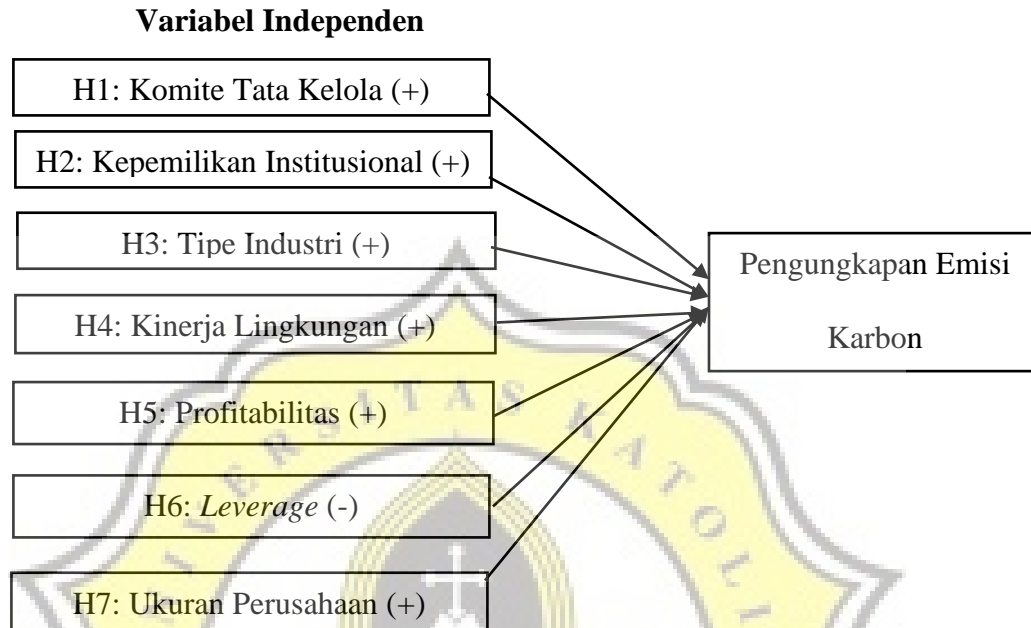 Variabel Independen
H1: Komite Tata Kelola (+)
H2: Kepemilikan Institusional (+)
H3: Tipe Industri (+)
H4: Kinerja Lingkungan (+)
H5: Profitabilitas (+)
H6: Leverage (-)
H7: Ukuran Perusahaan (+)
Pengungkapan Emisi
Karbon